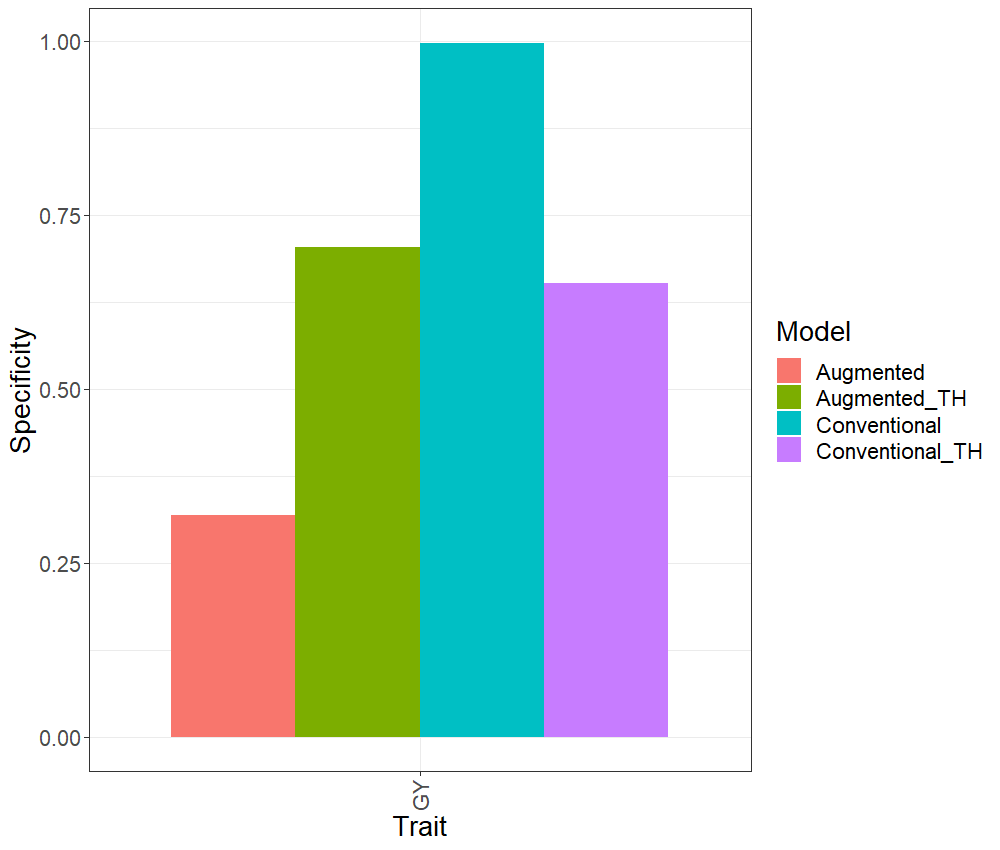 1.00
0.75
0.50
0.25
0.00
Specificity
GY
Trait
Model
Augmented
Augmented_TH
Conventional
Conventional_TH